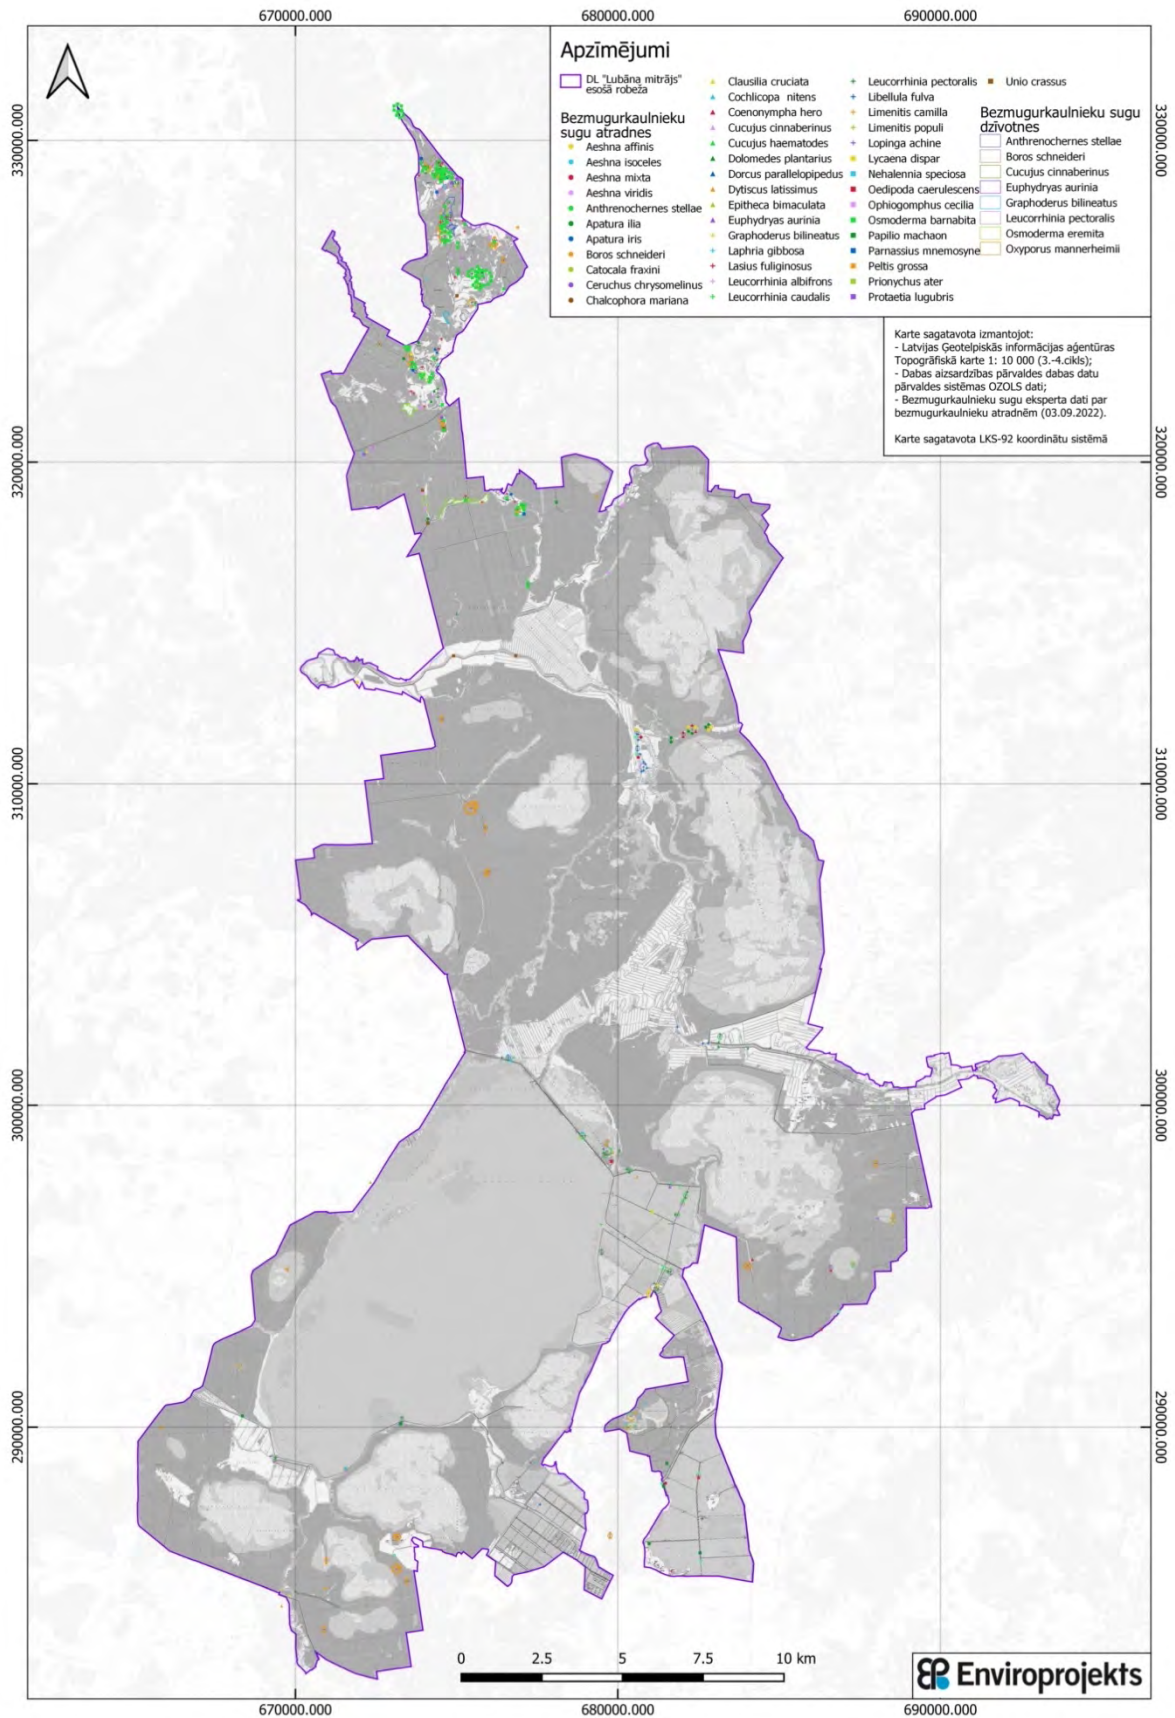 670000.000
680000.000
690000.000
Apzīmējumi
DL "Lubāna mitrājs"
esošā robeža
Bezmugurkaulnieku
sugu atradnes
Aeshna affinis
Aeshna isoceles
Aeshna mixta
Aeshna viridis
Anthrenochernes stellae
Apatura ilia
Apatura iris
Boros schneideri
Catocala fraxini
Ceruchus chrysomelinus
Chalcophora mariana
Clausilia cruciata
Cochlicopa nitens
Coenonympha hero
Cucujus cinnaberinus
Cucujus haematodes
Dolomedes plantarius
Dorcus parallelopipedus
Dytiscus latissimus
Epitheca bimaculata
Euphydryas aurinia
Graphoderus bilineatus
Laphria gibbosa
Lasius fuliginosus
Leucorrhinia albifrons
Leucorrhinia caudalis
Leucorrhinia pectoralis
Libellula fulva
Limenitis camilla
Limenitis populi
Lopinga achine
Lycaena dispar
Nehalennia speciosa
Oedipoda caerulescens
Ophiogomphus cecilia
Osmoderma barnabita
Papilio machaon
Parnassius mnemosyne
Peltis grossa
Prionychus ater
Protaetia lugubris
Unio crassus
Bezmugurkaulnieku sugu
dzīvotnes
Anthrenochernes stellae
Boros schneideri
Cucujus cinnaberinus
Euphydryas aurinia
Graphoderus bilineatus
Leucorrhinia pectoralis
Osmoderma eremita
Oxyporus mannerheimii
Karte sagatavota izmantojot:
- Latvijas Ģeotelpiskās informācijas aģentūras
Topogrāfiskā karte 1: 10 000 (3.-4.cikls);
- Dabas aizsardzības pārvaldes dabas datu
pārvaldes sistēmas OZOLS dati;
- Bezmugurkaulnieku sugu eksperta dati par
bezmugurkaulnieku atradnēm (03.09.2022).
Karte sagatavota LKS-92 koordinātu sistēmā
330000.000
330000.000
320000.000
320000.000
310000.000
310000.000
300000.000
300000.000
290000.000
290000.000
0 2.5 5 7.5 10 km
Enviroprojekts
670000.000
680000.000
690000.000